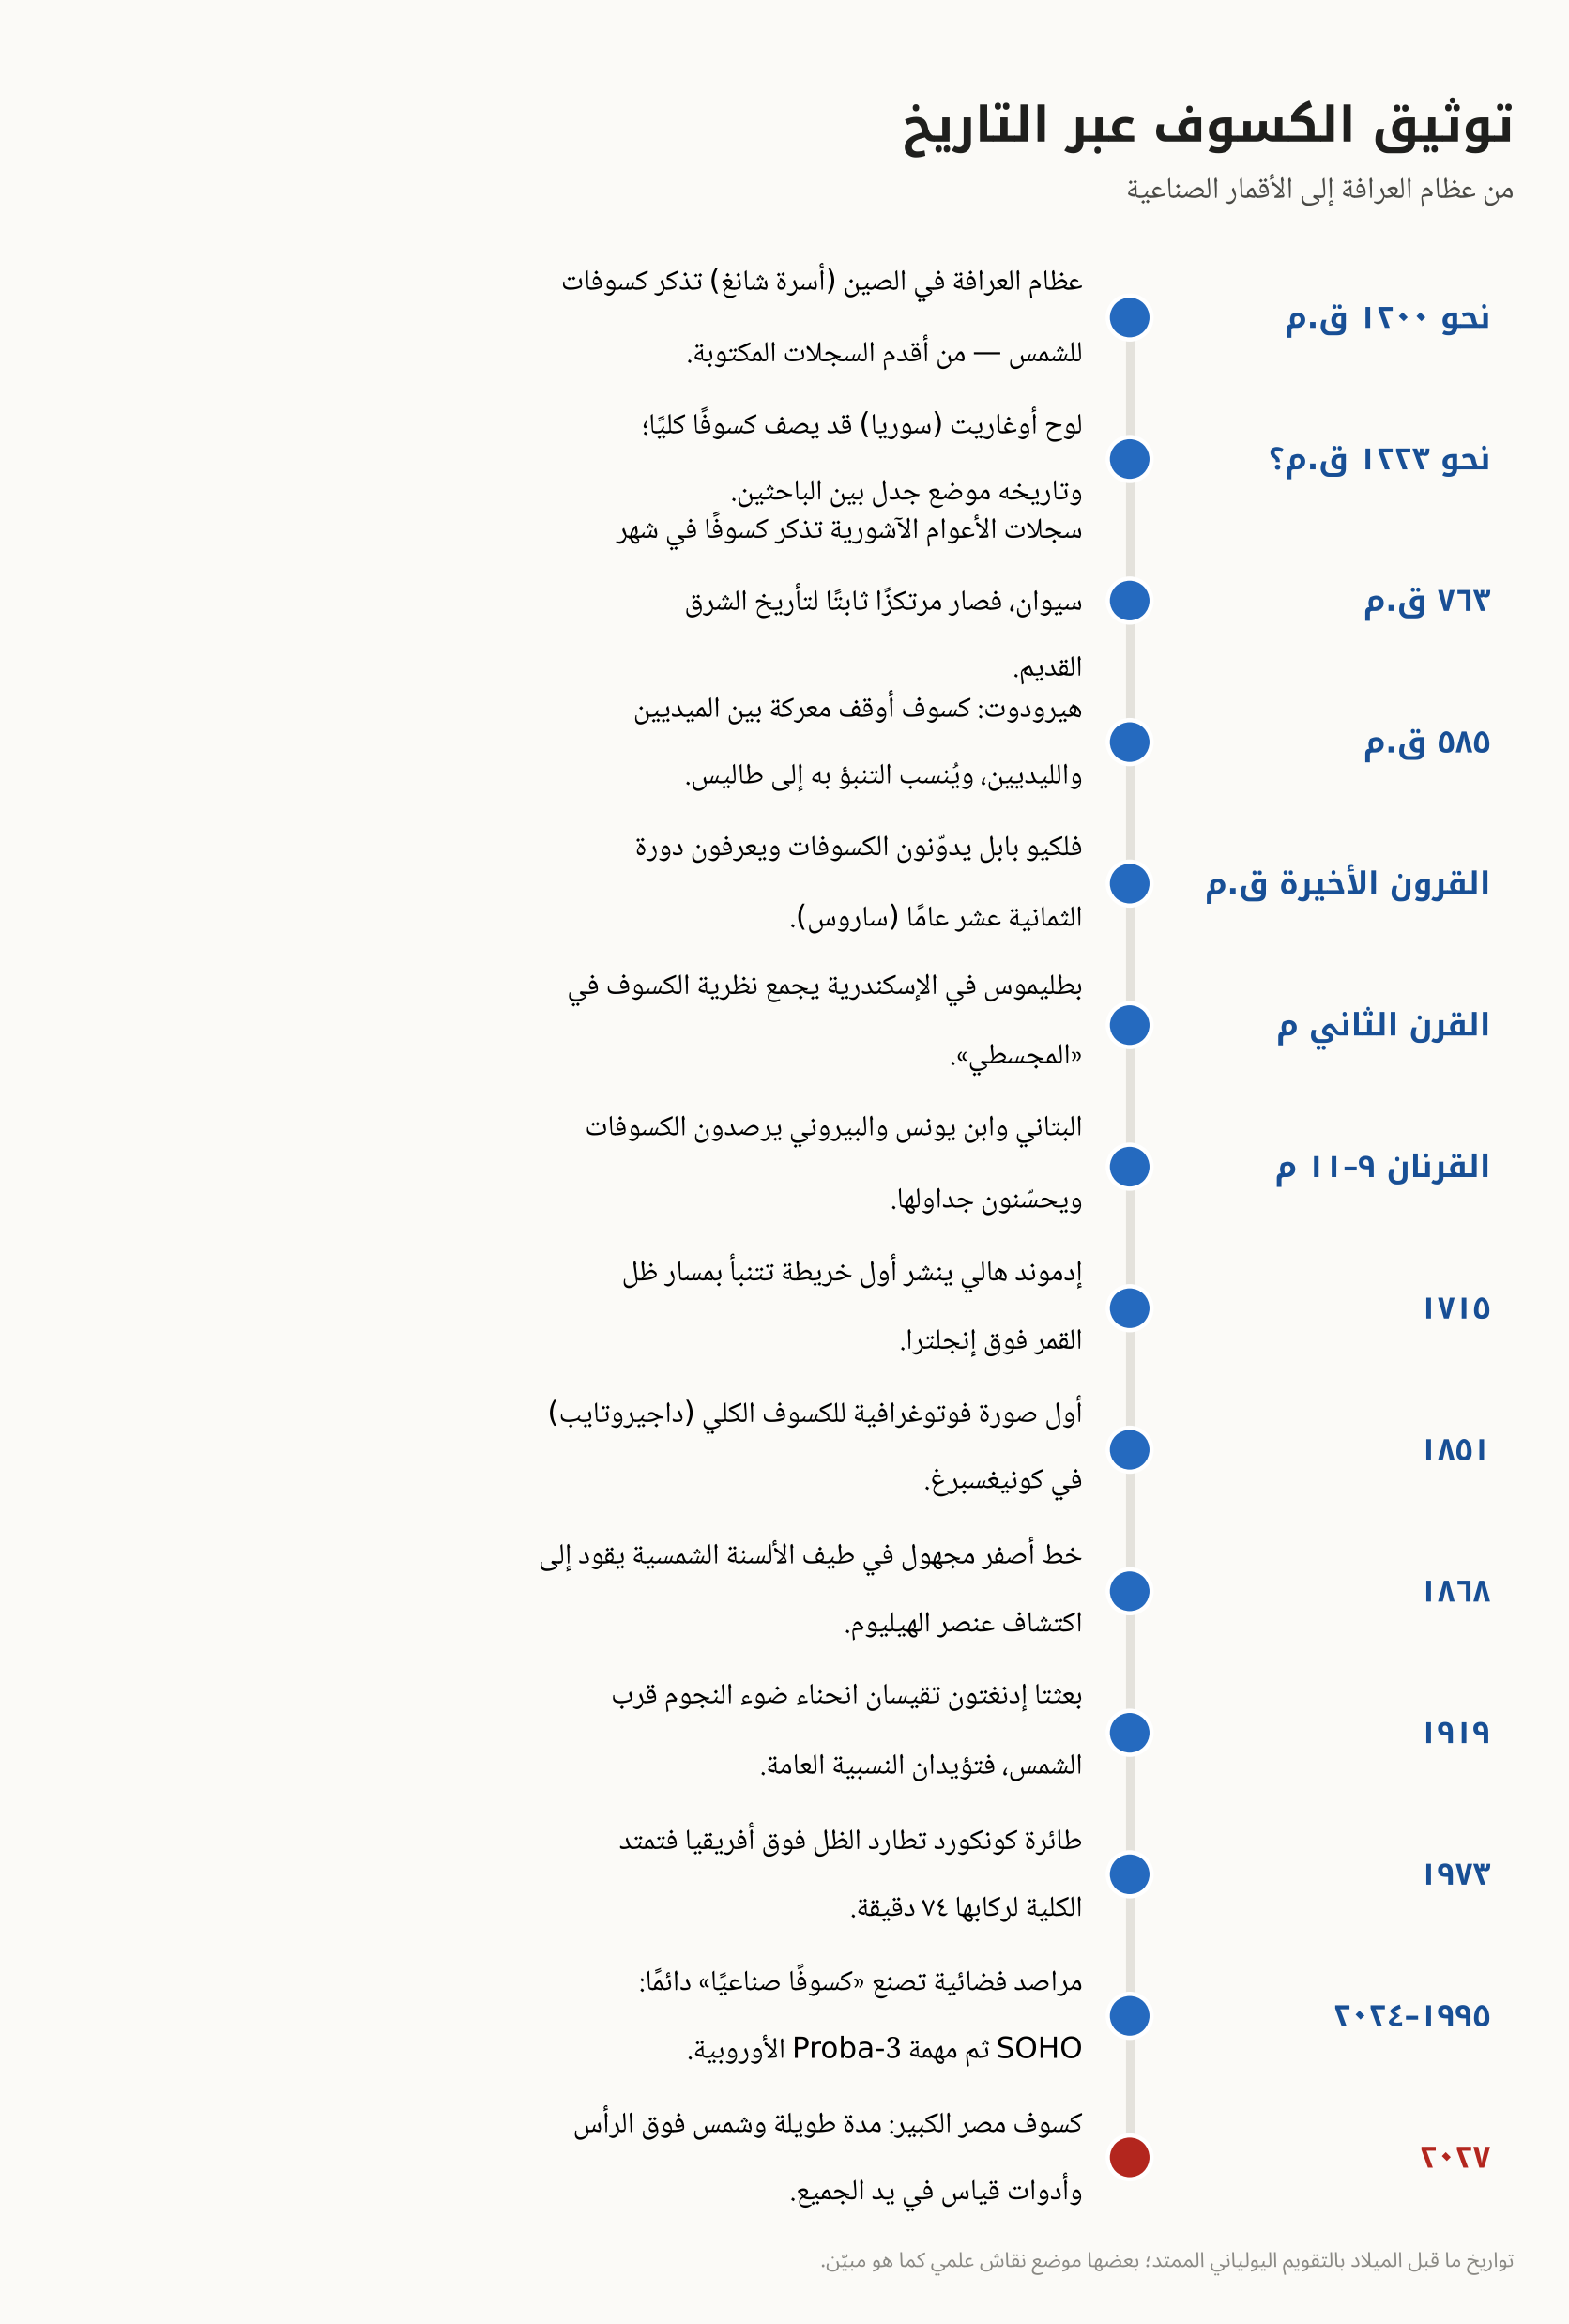 توثيق الكسوف عبر التاريخ
من عظام العرافة إلى الأقمار الصناعية
نحو ١٢٠٠ ق.م
عظام العرافة في الصين (أسرة شانغ) تذكر كسوفات
للشمس — من أقدم السجلات المكتوبة.
نحو ١٢٢٣ ق.م؟
لوح أوغاريت (سوريا) قد يصف كسوفًا كليًا؛
وتاريخه موضع جدل بين الباحثين.
٧٦٣ ق.م
سجلات الأعوام الآشورية تذكر كسوفًا في شهر
سيوان، فصار مرتكزًا ثابتًا لتأريخ الشرق
القديم.
٥٨٥ ق.م
هيرودوت: كسوف أوقف معركة بين الميديين
والليديين، ويُنسب التنبؤ به إلى طاليس.
القرون الأخيرة ق.م
فلكيو بابل يدوّنون الكسوفات ويعرفون دورة
الثمانية عشر عامًا (ساروس).
القرن الثاني م
بطليموس في الإسكندرية يجمع نظرية الكسوف في
«المجسطي».
القرنان ٩–١١ م
البتاني وابن يونس والبيروني يرصدون الكسوفات
ويحسّنون جداولها.
١٧١٥
إدموند هالي ينشر أول خريطة تتنبأ بمسار ظل
القمر فوق إنجلترا.
١٨٥١
أول صورة فوتوغرافية للكسوف الكلي (داجيروتايب)
في كونيغسبرغ.
١٨٦٨
خط أصفر مجهول في طيف الألسنة الشمسية يقود إلى
اكتشاف عنصر الهيليوم.
١٩١٩
بعثتا إدنغتون تقيسان انحناء ضوء النجوم قرب
الشمس، فتؤيدان النسبية العامة.
١٩٧٣
طائرة كونكورد تطارد الظل فوق أفريقيا فتمتد
الكلية لركابها ٧٤ دقيقة.
١٩٩٥–٢٠٢٤
مراصد فضائية تصنع «كسوفًا صناعيًا» دائمًا:
SOHO ثم مهمة Proba-3 الأوروبية.
٢٠٢٧
كسوف مصر الكبير: مدة طويلة وشمس فوق الرأس
وأدوات قياس في يد الجميع.
تواريخ ما قبل الميلاد بالتقويم اليولياني الممتد؛ بعضها موضع نقاش علمي كما هو مبيّن.